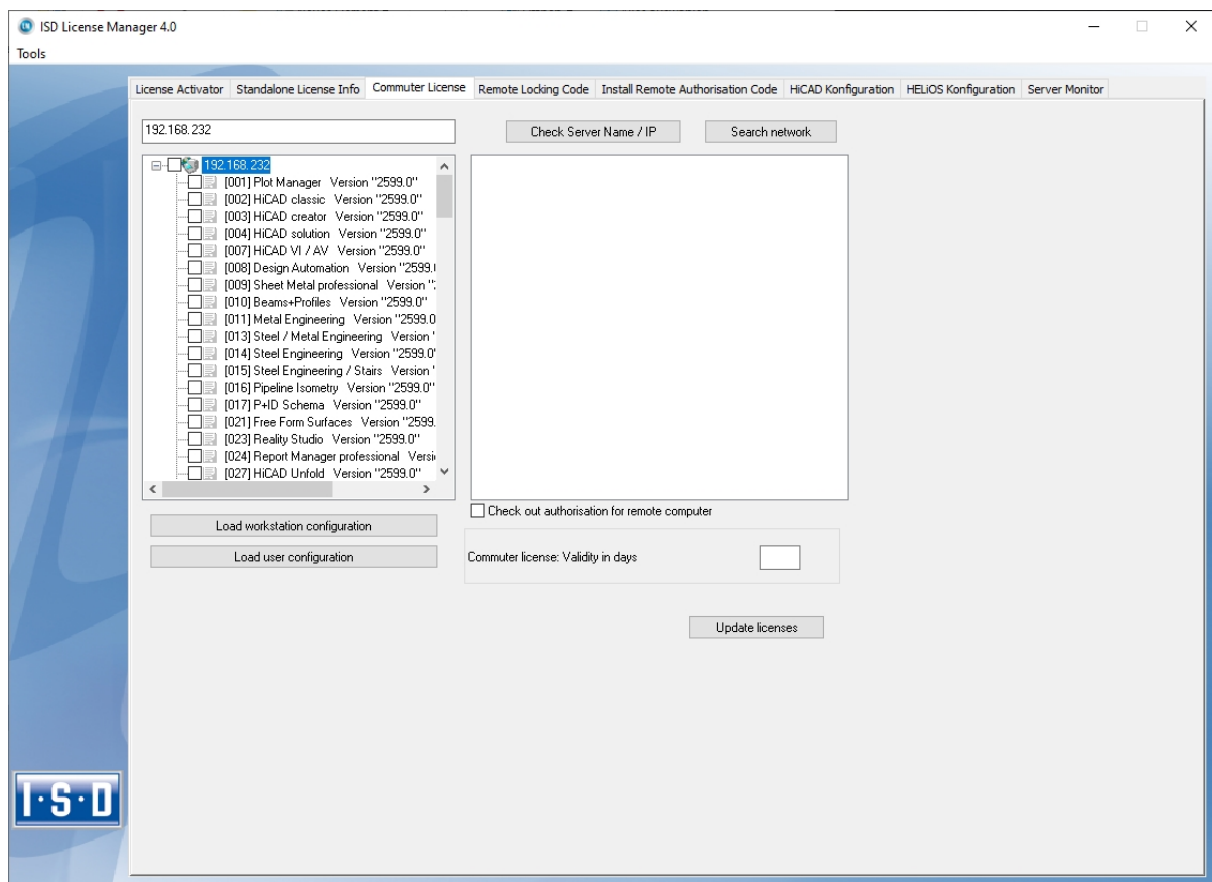 ISD License Manager 4.0
Tools
License Activator Standalone License Info Commuter License Remote Locking Code Install Remote Authorisation Code HiCAD Konfiguration HELiOS Konfiguration Server Monitor
192.168.232 Check Server Name / IP Search network
192.168.232
[001] Plot Manager Version "2599.0"
[002] HiCAD classic Version "2599.0"
[003] HiCAD creator Version "2599.0"
[004] HiCAD solution Version "2599.0"
[007] HiCAD VI / AV Version "2599.0"
[008] Design Automation Version "2599.
[009] Sheet Metal professional Version "
[010] Beams+Profiles Version "2599.0"
[011] Metal Engineering Version "2599.0
[013] Steel / Metal Engineering Version "
[014] Steel Engineering Version "2599.0"
[015] Steel Engineering / Stairs Version "
[016] Pipeline Isometry Version "2599.0"
[017] P+ID Schema Version "2599.0"
[021] Free Form Surfaces Version "2599.
[023] Reality Studio Version "2599.0"
[024] Report Manager professional Versi
[027] HiCAD Unfold Version "2599.0"
Check out authorisation for remote computer
Load workstation configuration
Load user configuration
Commuter license: Validity in days
Update licenses
I·S·D